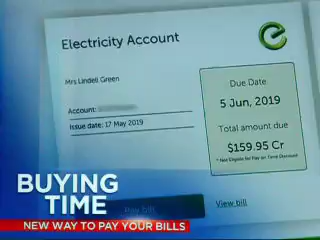 Electricity Account
Mrs Lindell Green
Account:
Issue date: 17 May 2019
Due Date
5 Jun, 2019
Total amount due
$159.95 Cr
* Not Eligible for Pay on Time Discount
Pay bill
View bill
BUYING
TIME
NEW WAY TO PAY YOUR BILLS